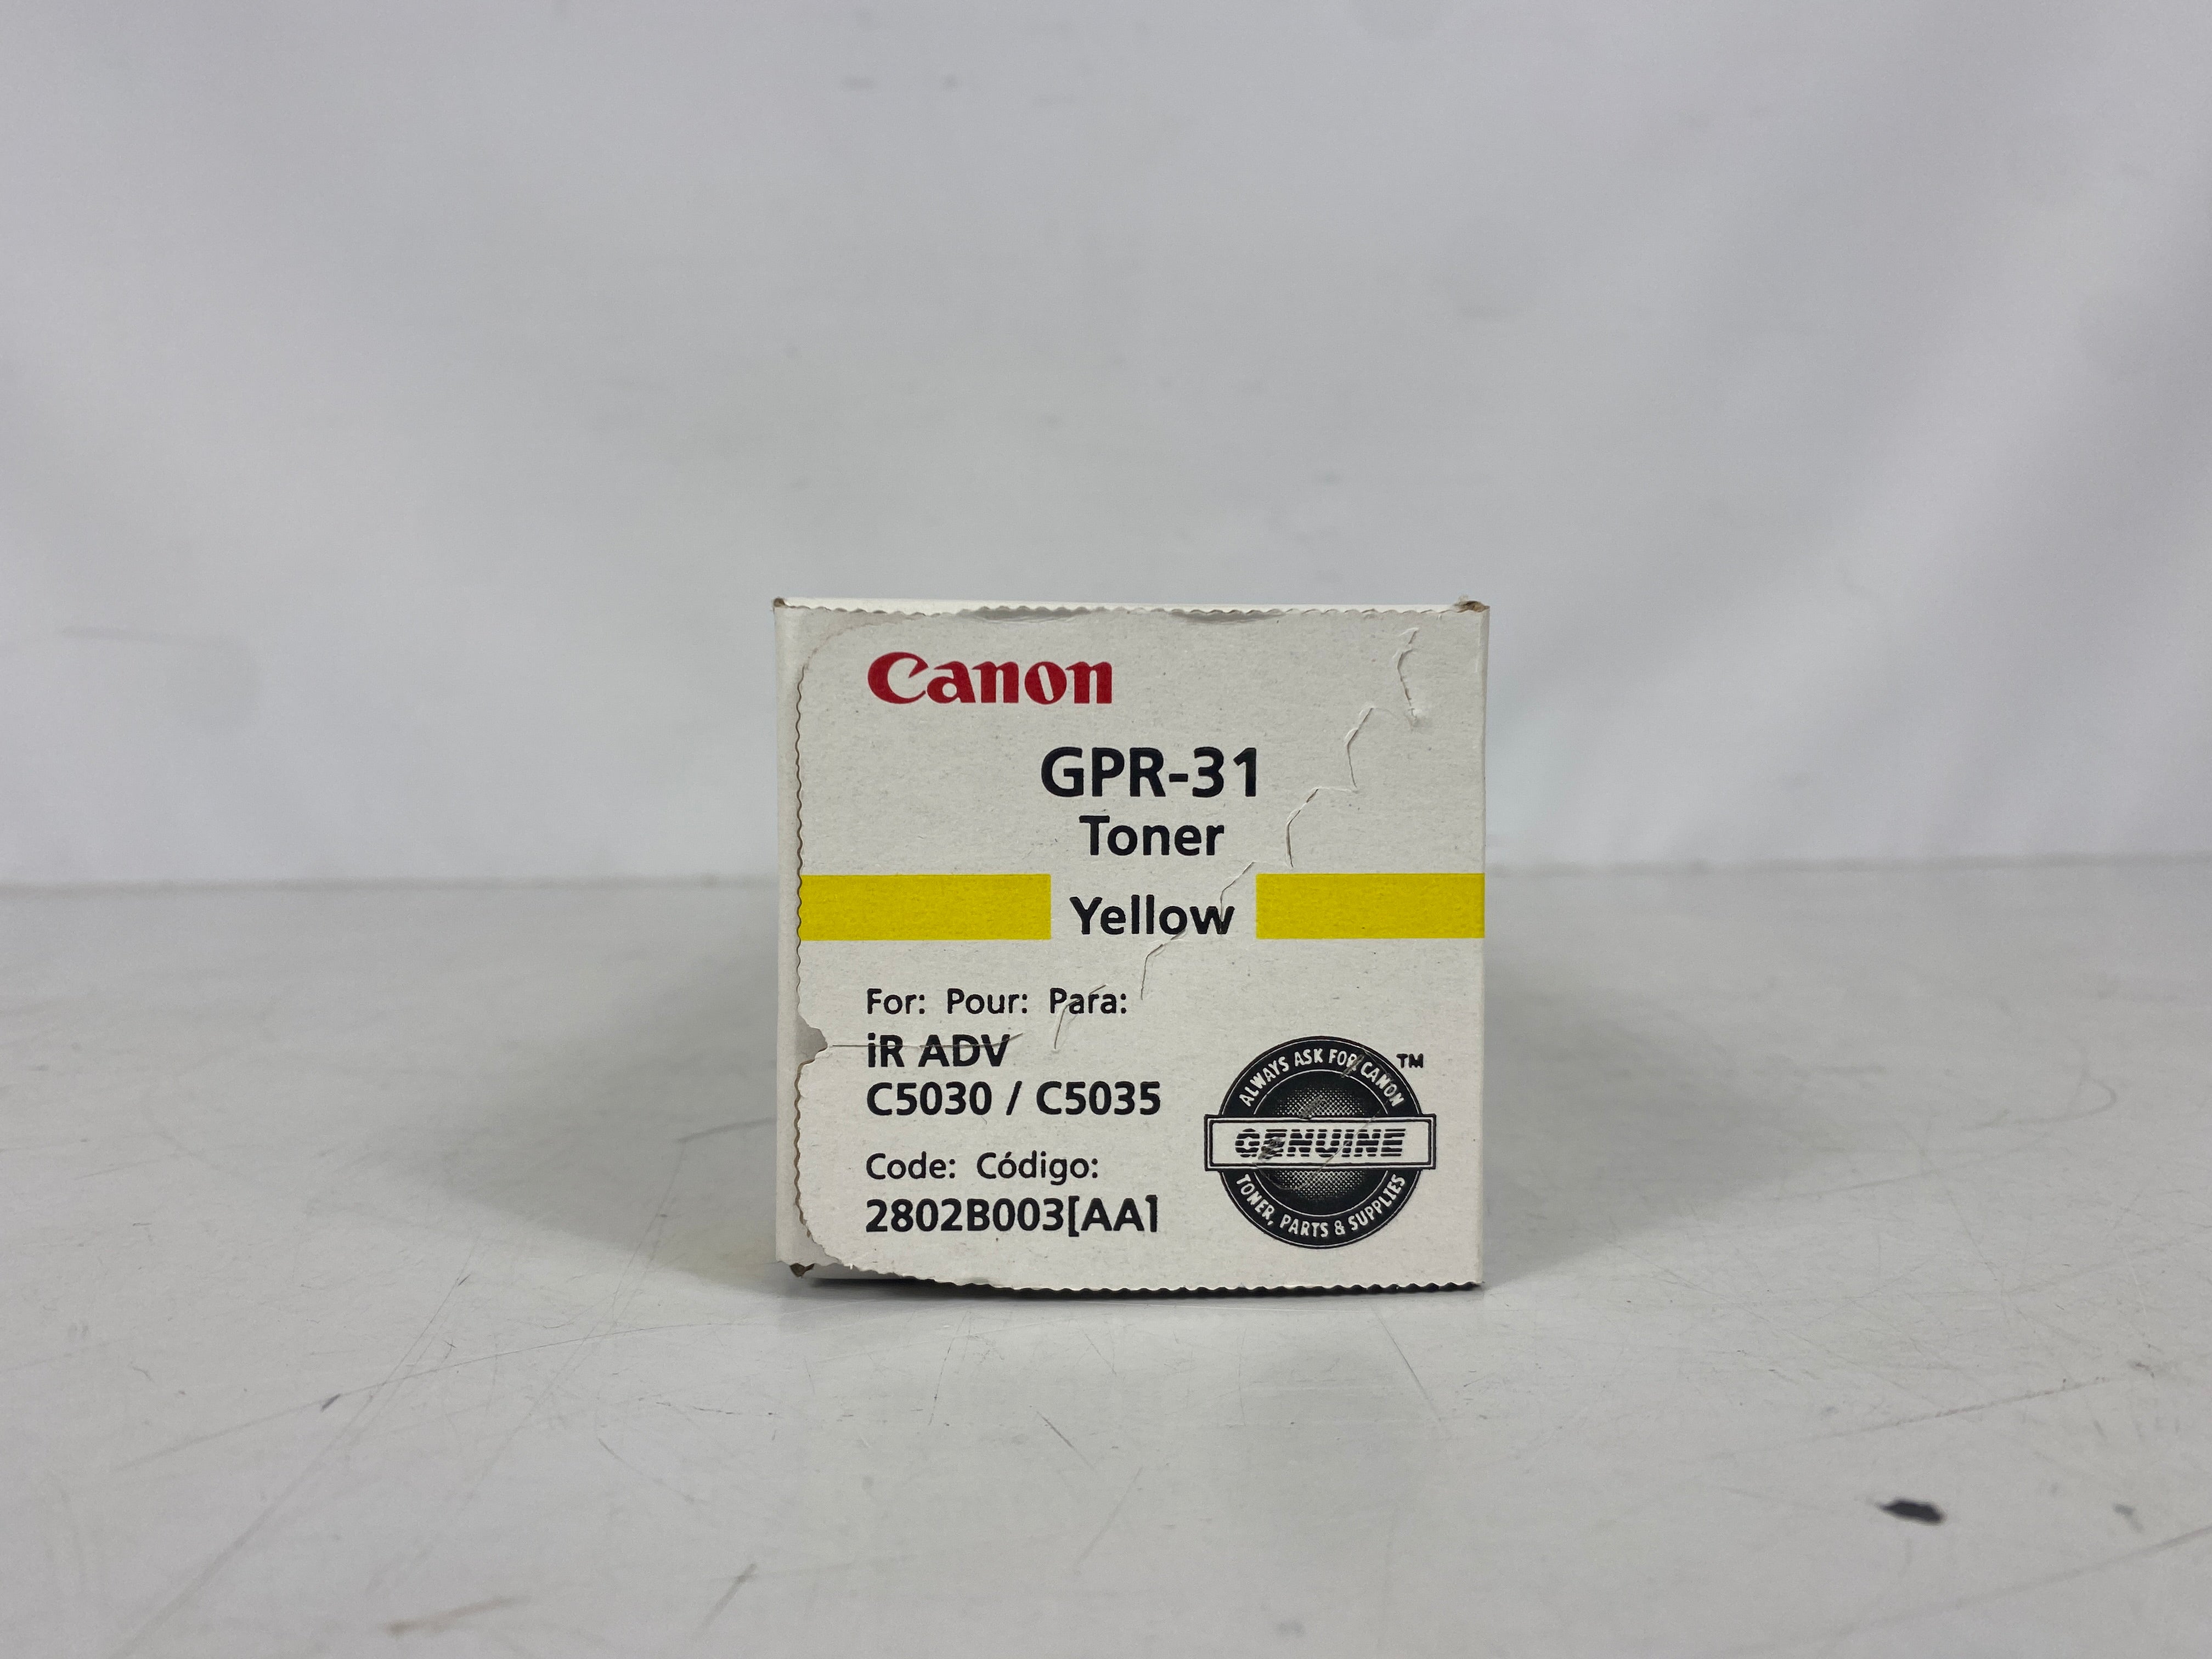 Canon
GPR-31
Toner
Yellow
For: Pour: Para:
iR ADV
C5030 / C5035
Code: Código:
2802B003[AA]
ALWAYS ASK FOR CANON
TM
GENUINE
TONER, PARTS & SUPPLIES